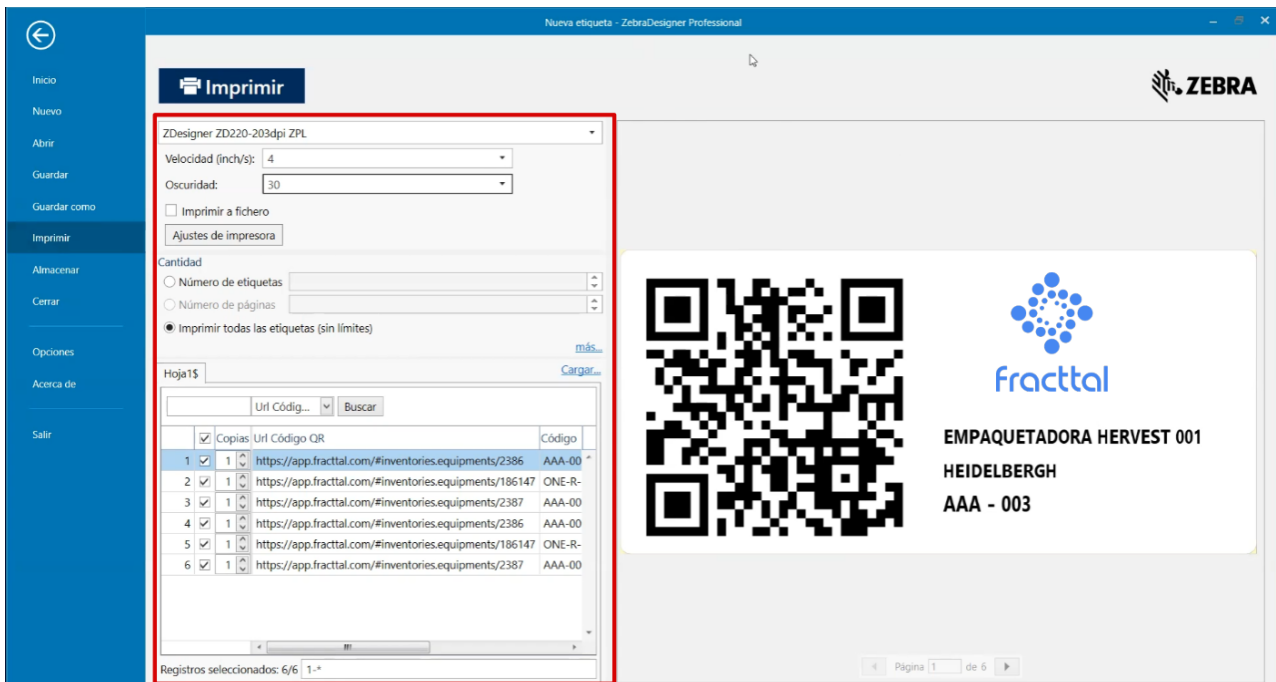 Nueva etiqueta - ZebraDesigner Professional
Inicio
Nuevo
Abrir
Guardar
Guardar como
Imprimir
Almacenar
Cerrar
Opciones
Acerca de
Salir
Imprimir
ZEBRA
ZDesigner ZD220-203dpi ZPL
Velocidad (inch/s): 4
Oscuridad: 30
Imprimir a fichero
Ajustes de impresora
Cantidad
Número de etiquetas
Número de páginas
Imprimir todas las etiquetas (sin límites)
más...
Hoja1$ Cargar...
Url Códig... Buscar
Copias Url Código QR Código
1 1 https://app.fracttal.com/#inventories.equipments/2386 AAA-00
2 1 https://app.fracttal.com/#inventories.equipments/186147 ONE-R-
3 1 https://app.fracttal.com/#inventories.equipments/2387 AAA-00
4 1 https://app.fracttal.com/#inventories.equipments/2386 AAA-00
5 1 https://app.fracttal.com/#inventories.equipments/186147 ONE-R-
6 1 https://app.fracttal.com/#inventories.equipments/2387 AAA-00
Registros seleccionados: 6/6 1-*
fracttal
EMPAQUETADORA HERVEST 001
HEIDELBERGH
AAA - 003
Página 1 de 6